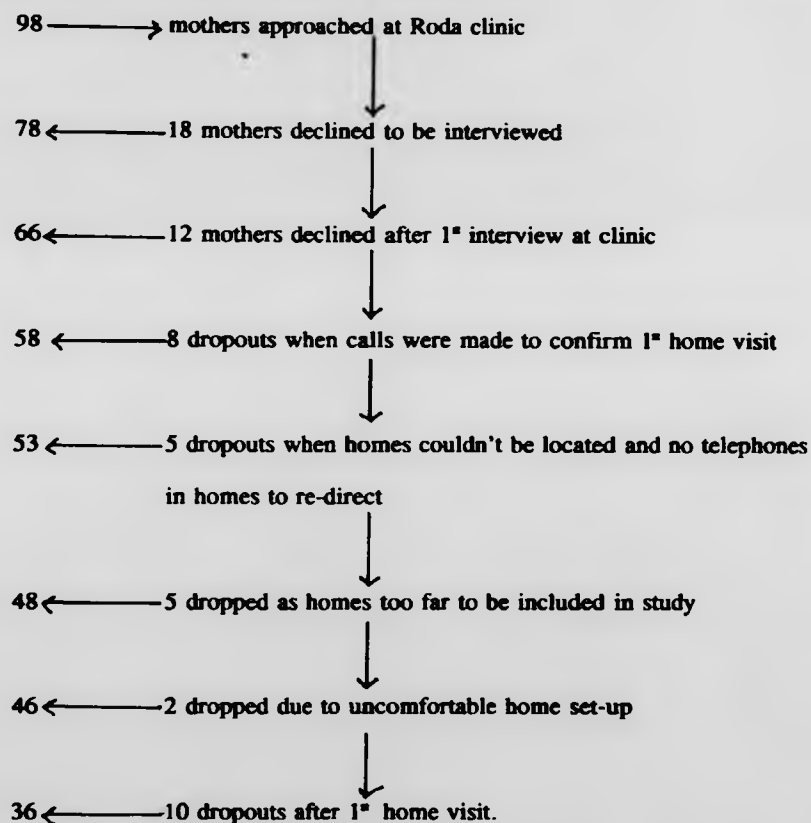 98 mothers approached at Roda clinic
78 18 mothers declined to be interviewed
66 12 mothers declined after 1st interview at clinic
58 8 dropouts when calls were made to confirm 1st home visit
53 5 dropouts when homes couldn't be located and no telephones
in homes to re-direct
48 5 dropped as homes too far to be included in study
46 2 dropped due to uncomfortable home set-up
36 10 dropouts after 1st home visit.